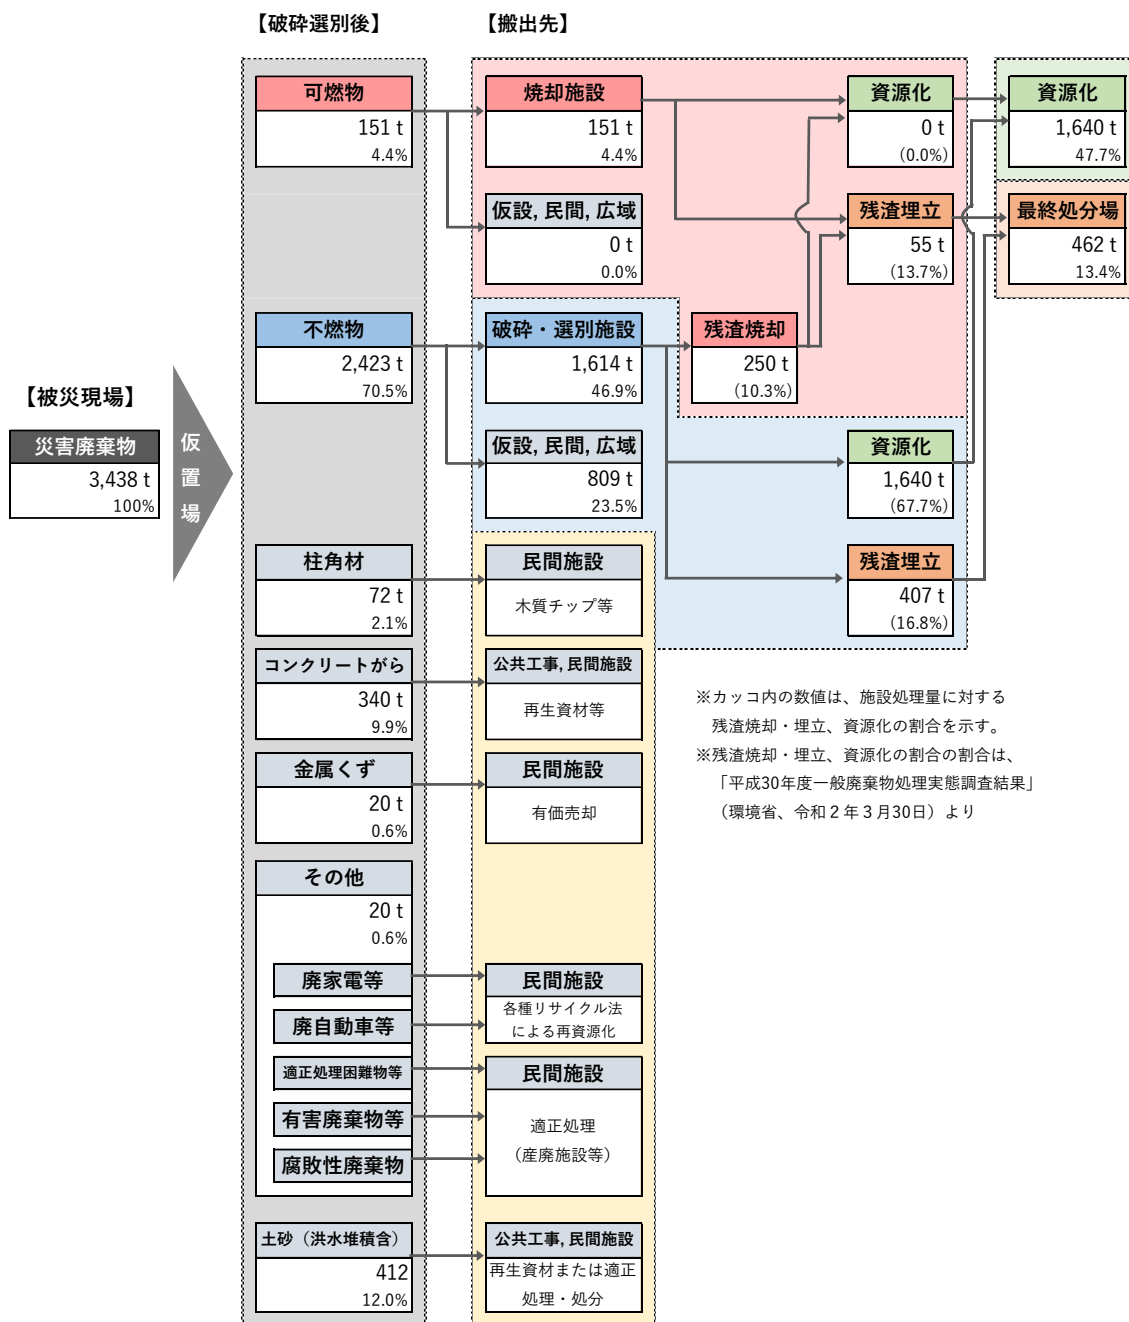 【破砕選別後】
【搬出先】
可燃物
151 t
4.4%
焼却施設
151 t
4.4%
資源化
0 t
(0.0%)
資源化
1,640 t
47.7%
仮設, 民間, 広域
0 t
0.0%
残渣埋立
55 t
(13.7%)
最終処分場
462 t
13.4%
不燃物
2,423 t
70.5%
破砕・選別施設
1,614 t
46.9%
残渣焼却
250 t
(10.3%)
【被災現場】
災害廃棄物
3,438 t
100%
仮置場
仮設, 民間, 広域
809 t
23.5%
資源化
1,640 t
(67.7%)
柱角材
72 t
2.1%
民間施設
木質チップ等
残渣埋立
407 t
(16.8%)
コンクリートがら
340 t
9.9%
公共工事, 民間施設
再生資材等
※カッコ内の数値は、施設処理量に対する
残渣焼却・埋立、資源化の割合を示す。
※残渣焼却・埋立、資源化の割合の割合は、
「平成30年度一般廃棄物処理実態調査結果」
（環境省、令和２年３月30日）より
金属くず
20 t
0.6%
民間施設
有価売却
その他
20 t
0.6%
廃家電等
廃自動車等
民間施設
各種リサイクル法
による再資源化
適正処理困難物等
有害廃棄物等
腐敗性廃棄物
民間施設
適正処理
（産廃施設等）
土砂（洪水堆積含）
412
12.0%
公共工事, 民間施設
再生資材または適正
処理・処分